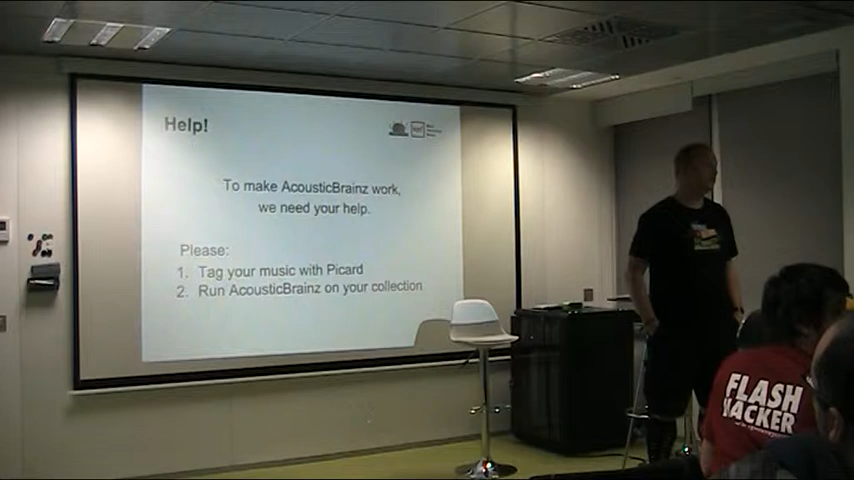 Help!
To make AcousticBrainz work,
we need your help.
Please:
1. Tag your music with Picard
2. Run AcousticBrainz on your collection
FLASH
HACKER